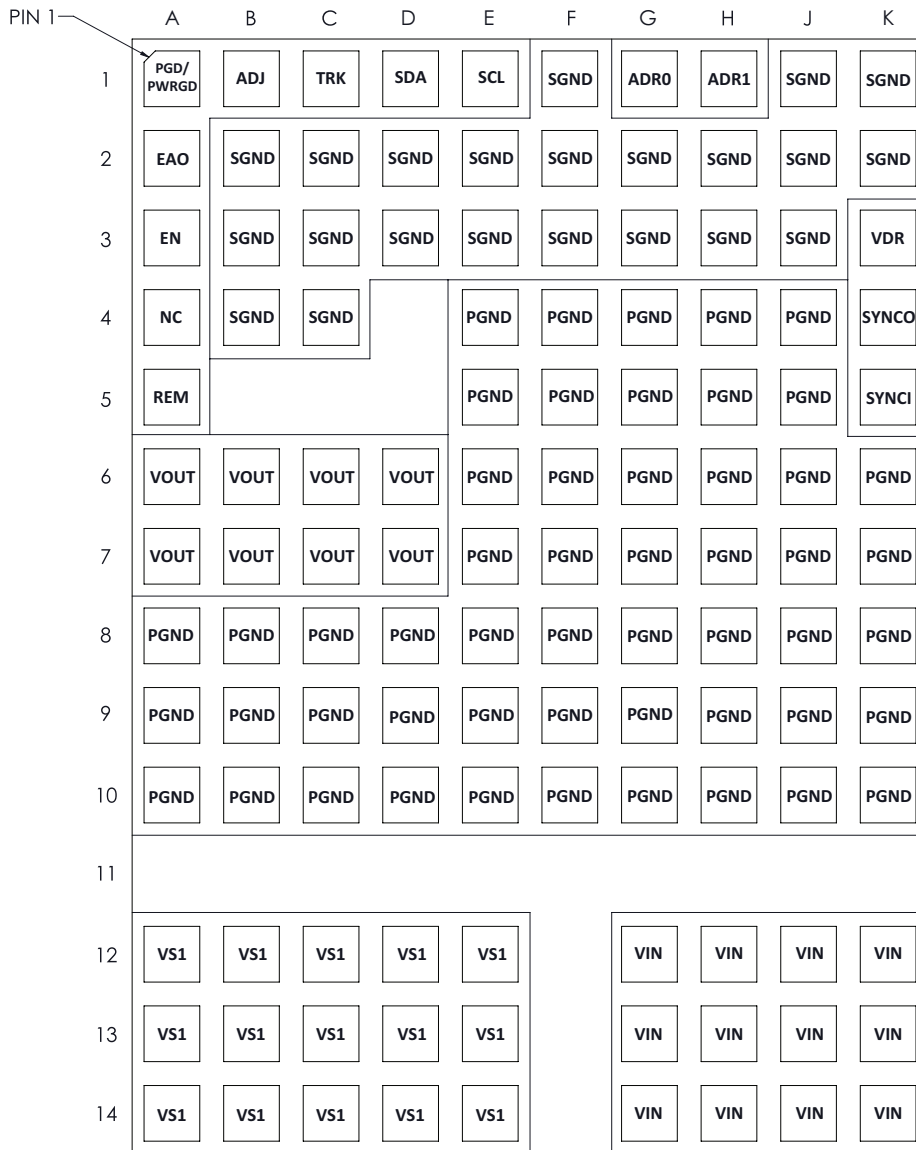 PIN 1 A B C D E F G H J K
1 PGD/PWRGD ADJ TRK SDA SCL SGND ADR0 ADR1 SGND SGND
2 EAO SGND SGND SGND SGND SGND SGND SGND SGND SGND
3 EN SGND SGND SGND SGND SGND SGND SGND SGND VDR
4 NC SGND SGND PGND PGND PGND PGND PGND SYNCO
5 REM PGND PGND PGND PGND PGND SYNCI
6 VOUT VOUT VOUT VOUT PGND PGND PGND PGND PGND PGND
7 VOUT VOUT VOUT VOUT PGND PGND PGND PGND PGND PGND
8 PGND PGND PGND PGND PGND PGND PGND PGND PGND PGND
9 PGND PGND PGND PGND PGND PGND PGND PGND PGND PGND
10 PGND PGND PGND PGND PGND PGND PGND PGND PGND PGND
11
12 VS1 VS1 VS1 VS1 VS1 VIN VIN VIN VIN
13 VS1 VS1 VS1 VS1 VS1 VIN VIN VIN VIN
14 VS1 VS1 VS1 VS1 VS1 VIN VIN VIN VIN